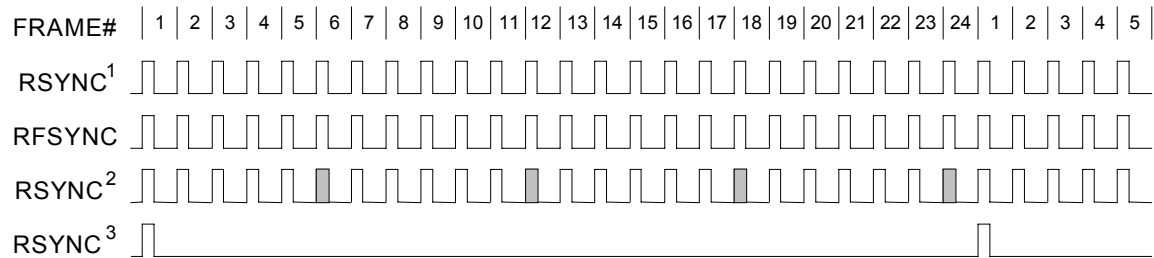 FRAME# 1 2 3 4 5 6 7 8 9 10 11 12 13 14 15 16 17 18 19 20 21 22 23 24 1 2 3 4 5
RSYNC1
RFSYNC
RSYNC2
RSYNC3